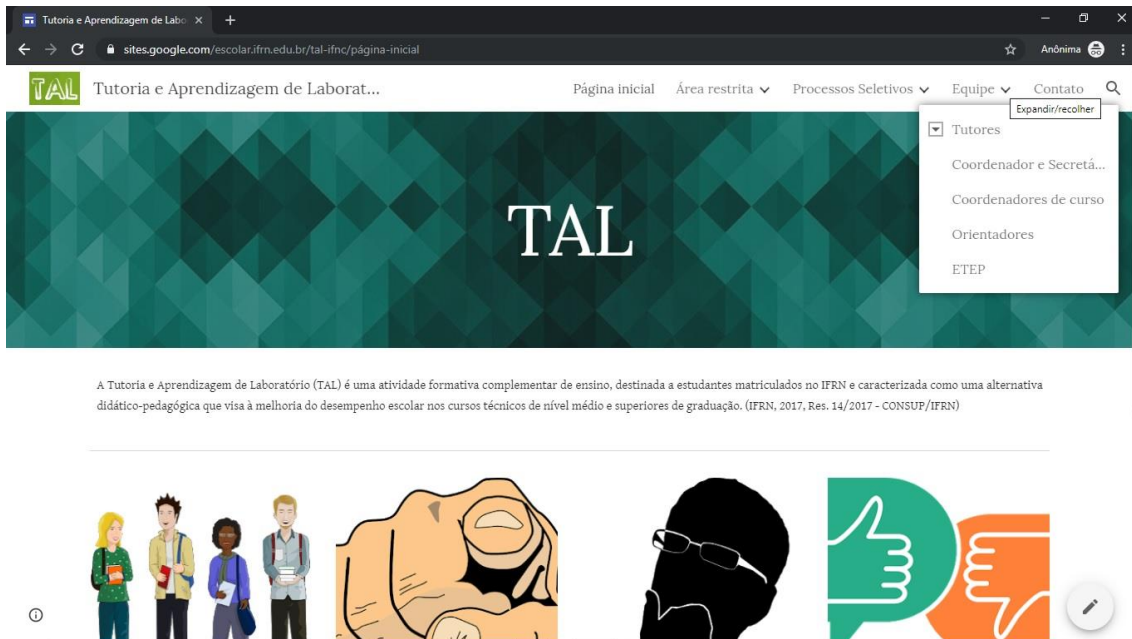 Tutoria e Aprendizagem de Labo
sites.google.com/escolar.ifrn.edu.br/tal-ifnc/página-inicial
Anônima
TAL
Tutoria e Aprendizagem de Laborat...
Página inicial
Área restrita
Processos Seletivos
Equipe
Contato
Expandir/recolher
Tutores
Coordenador e Secretá...
Coordenadores de curso
Orientadores
ETEP
TAL
A Tutoria e Aprendizagem de Laboratório (TAL) é uma atividade formativa complementar de ensino, destinada a estudantes matriculados no IFRN e caracterizada como uma alternativa
didático-pedagógica que visa à melhoria do desempenho escolar nos cursos técnicos de nível médio e superiores de graduação. (IFRN, 2017, Res. 14/2017 - CONSUP/IFRN)